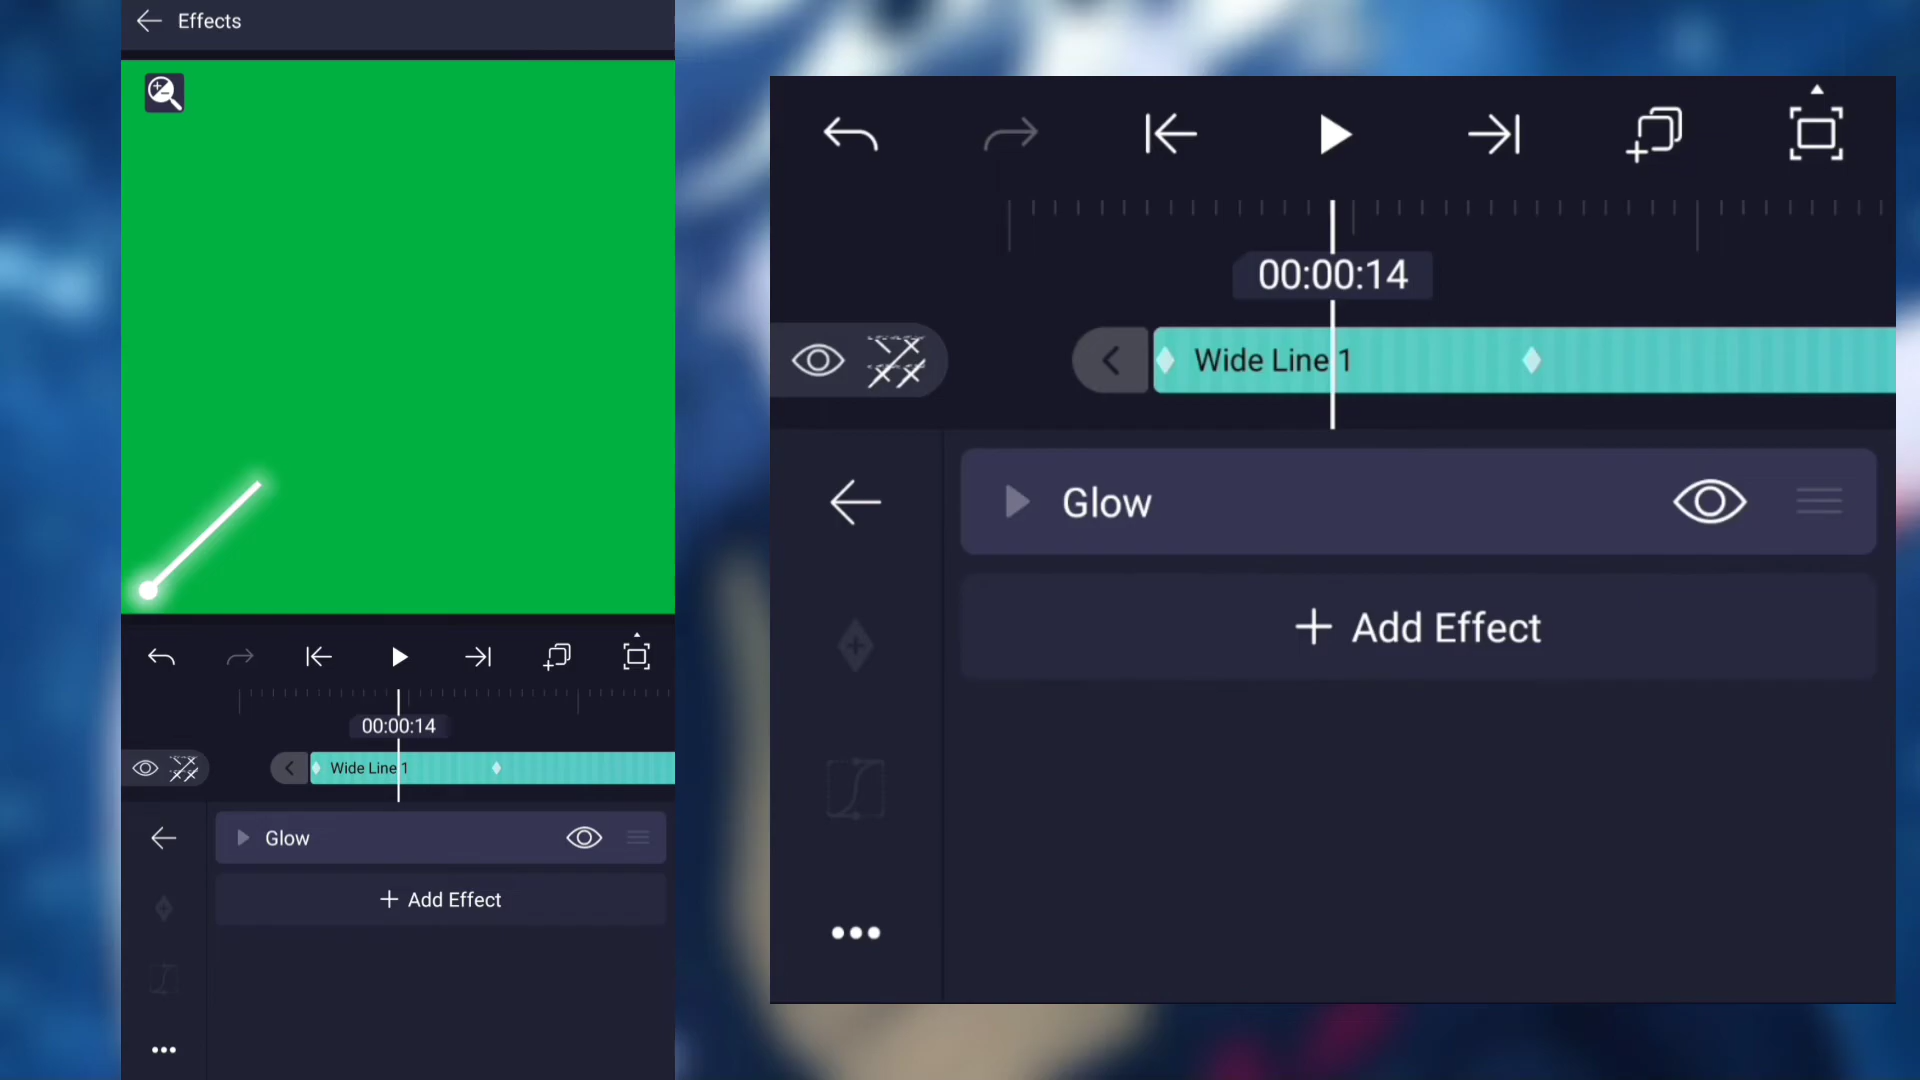 Effects
00:00:14
Wide Line 1
Glow
+ Add Effect
00:00:14
Wide Line 1
Glow
+ Add Effect